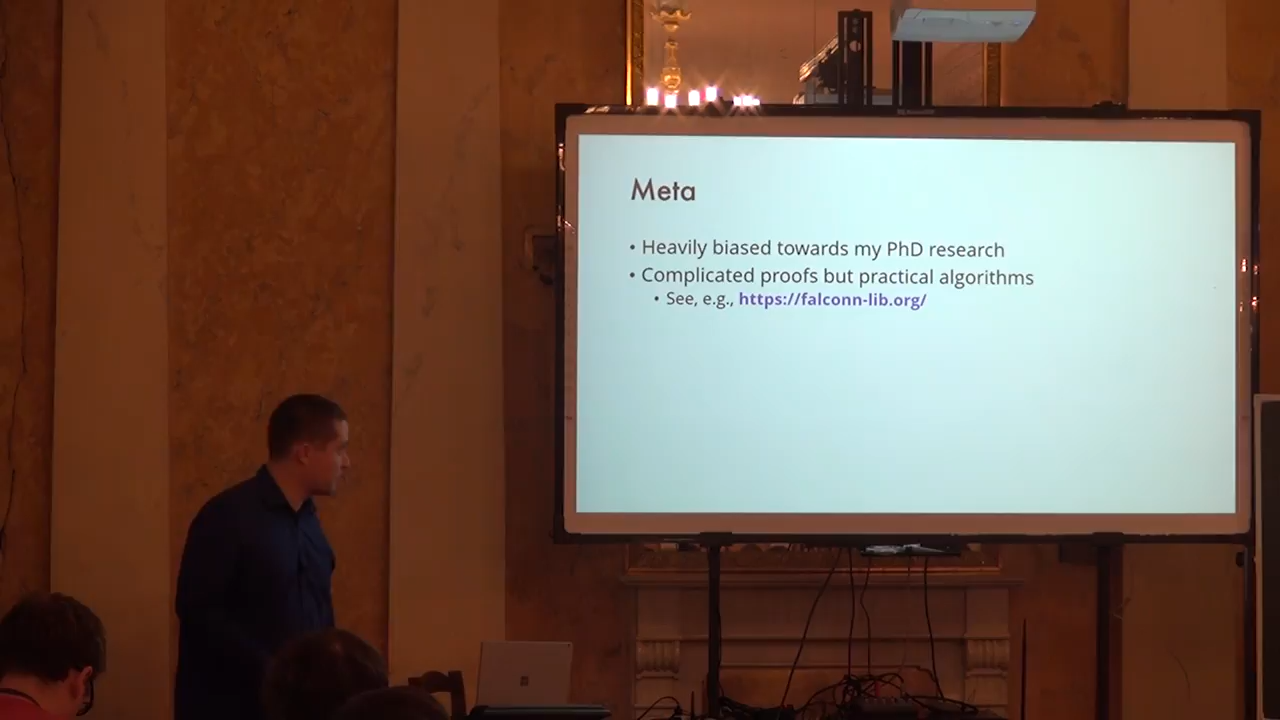 Meta
• Heavily biased towards my PhD research
• Complicated proofs but practical algorithms
• See, e.g., https://falconn-lib.org/